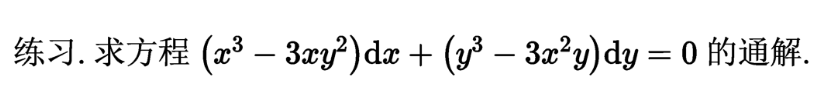 练习. 求方程 (x³ − 3xy²)dx + (y³ − 3x²y)dy = 0 的通解.